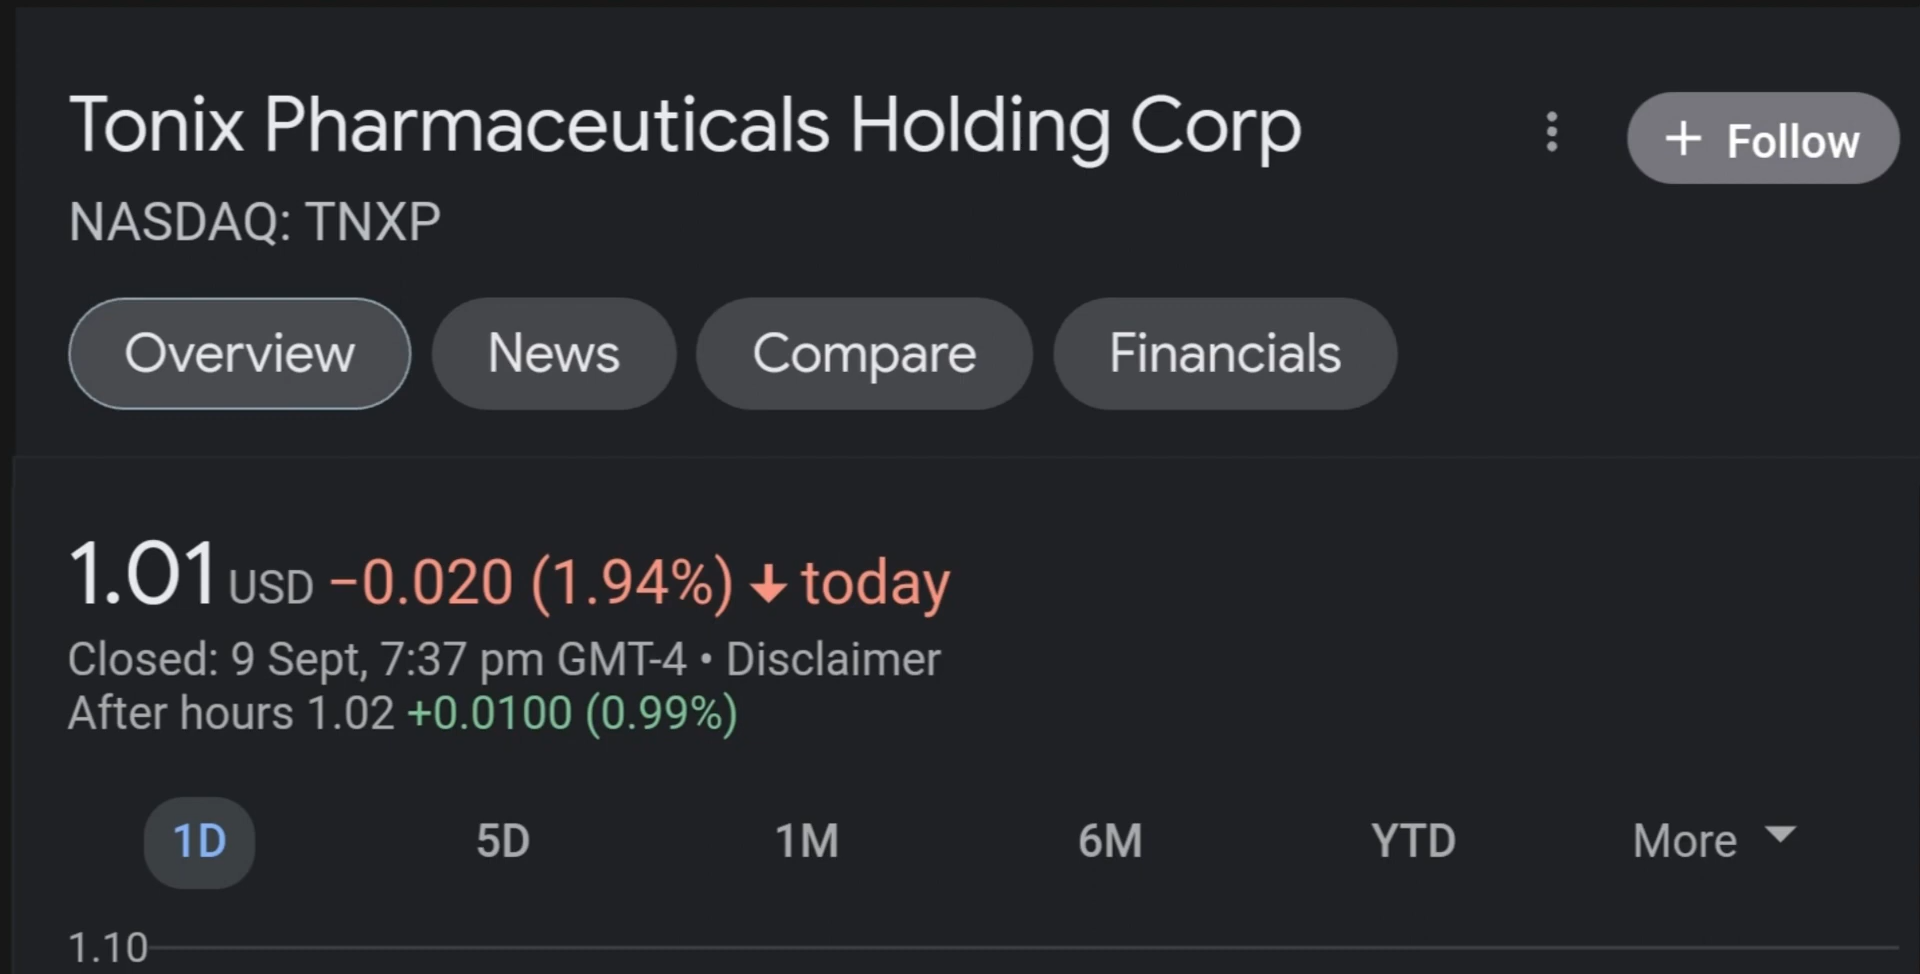 Tonix Pharmaceuticals Holding Corp
+ Follow
NASDAQ: TNXP
Overview News Compare Financials
1.01 USD −0.020 (1.94%) ↓ today
Closed: 9 Sept, 7:37 pm GMT-4 • Disclaimer
After hours 1.02 +0.0100 (0.99%)
1D 5D 1M 6M YTD More
1.10